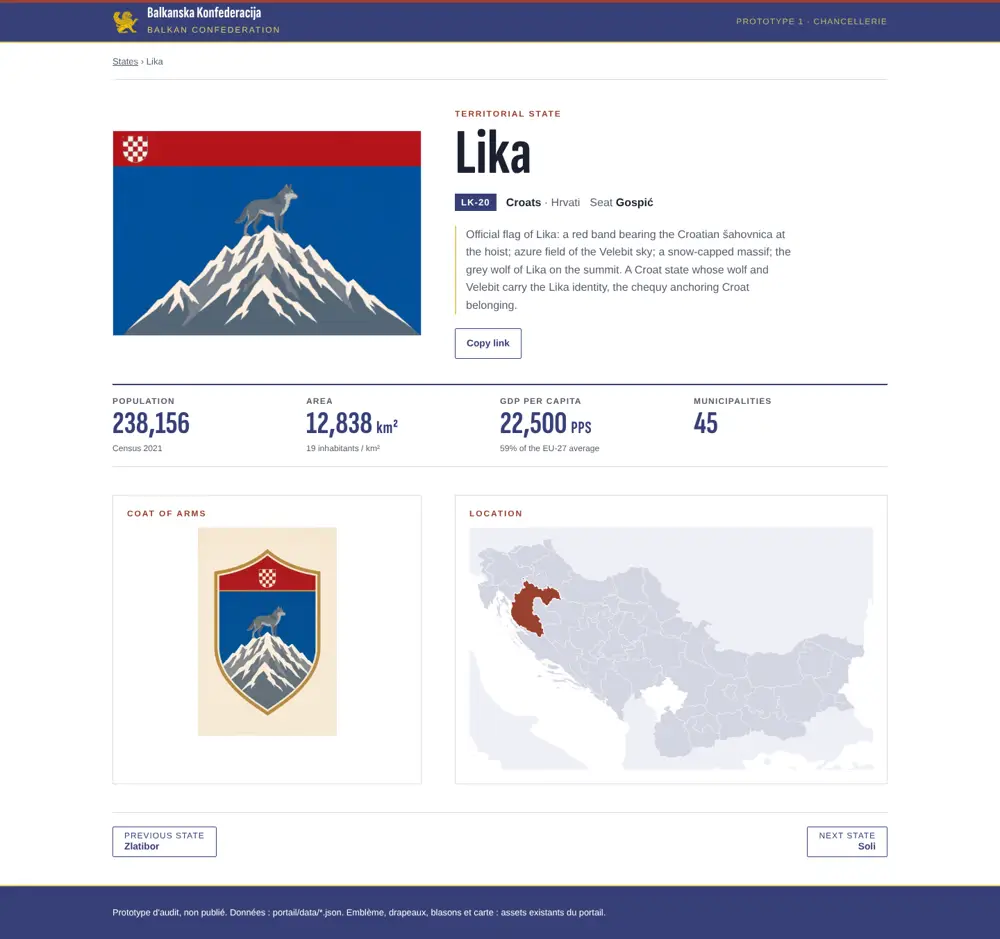 Balkanska Konfederacija
BALKAN CONFEDERATION
PROTOTYPE 1 · CHANCELLERIE
States › Lika
TERRITORIAL STATE
Lika
LK-20 Croats · Hrvati Seat Gospić
Official flag of Lika: a red band bearing the Croatian šahovnica at
the hoist; azure field of the Velebit sky; a snow-capped massif; the
grey wolf of Lika on the summit. A Croat state whose wolf and
Velebit carry the Lika identity, the chequy anchoring Croat
belonging.
Copy link
POPULATION
238,156
Census 2021
AREA
12,838 km²
19 inhabitants / km²
GDP PER CAPITA
22,500 PPS
59% of the EU-27 average
MUNICIPALITIES
45
COAT OF ARMS
LOCATION
PREVIOUS STATE
Zlatibor
NEXT STATE
Soli
Prototype d'audit, non publié. Données : portail/data/*.json. Emblème, drapeaux, blasons et carte : assets existants du portail.